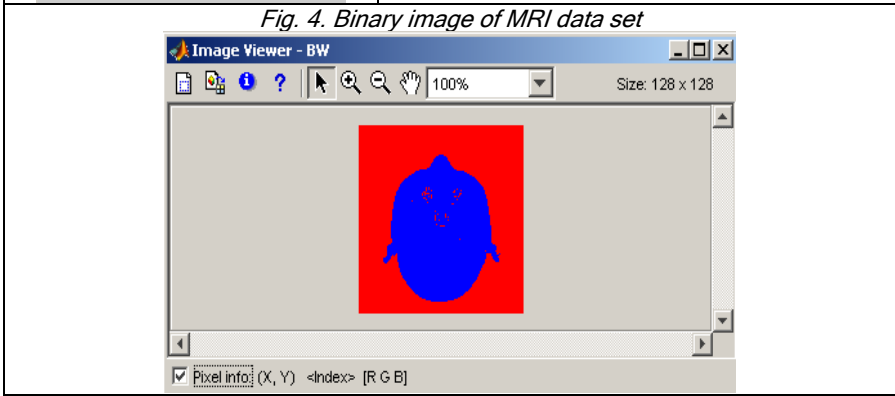 Fig. 4. Binary image of MRI data set
Image Viewer - BW
100%
Size: 128 x 128
Pixel info: (X, Y) <Index> [R G B]